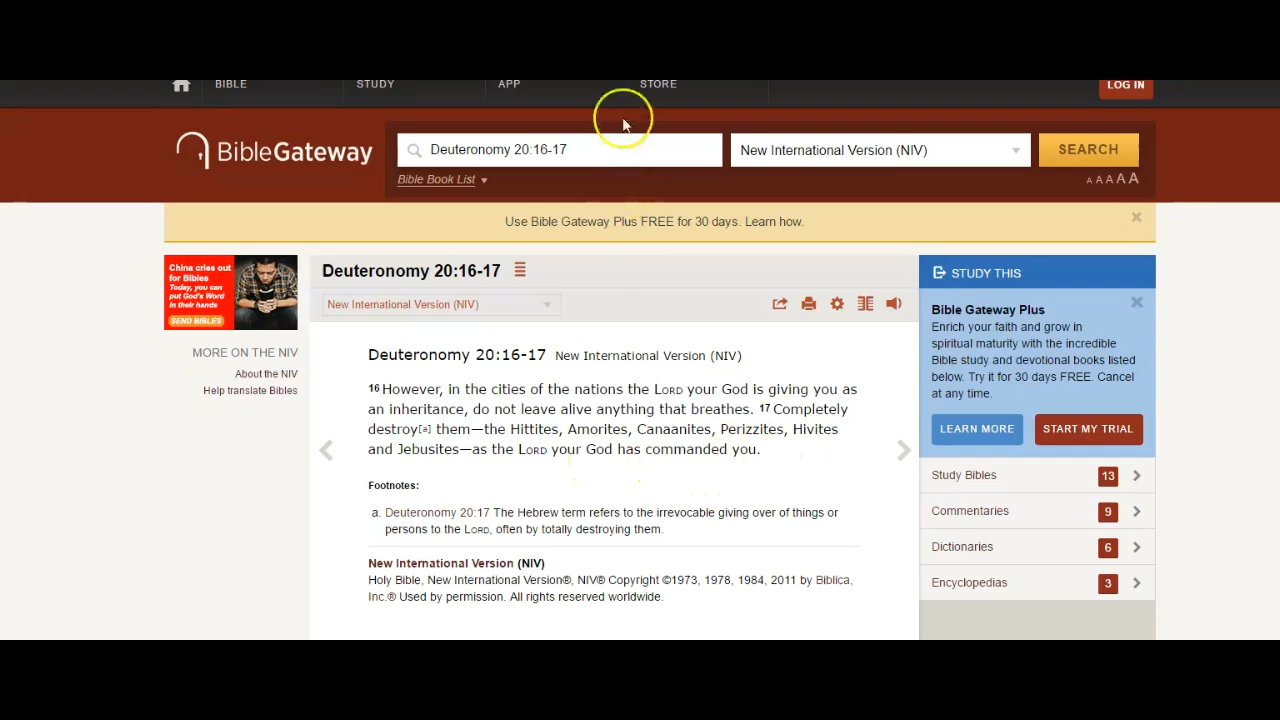 BIBLE STUDY APP STORE LOG IN
BibleGateway
Deuteronomy 20:16-17 New International Version (NIV) SEARCH
Bible Book List A A A A A
Use Bible Gateway Plus FREE for 30 days. Learn how.
China cries out
for Bibles
Today, you can
put God's Word
in their hands
SEND BIBLES
MORE ON THE NIV
About the NIV
Help translate Bibles
Deuteronomy 20:16-17
New International Version (NIV)
Deuteronomy 20:16-17 New International Version (NIV)
16 However, in the cities of the nations the LORD your God is giving you as
an inheritance, do not leave alive anything that breathes. 17 Completely
destroy[a] them—the Hittites, Amorites, Canaanites, Perizzites, Hivites
and Jebusites—as the LORD your God has commanded you.
Footnotes:
a. Deuteronomy 20:17 The Hebrew term refers to the irrevocable giving over of things or
persons to the LORD, often by totally destroying them.
New International Version (NIV)
Holy Bible, New International Version®, NIV® Copyright ©1973, 1978, 1984, 2011 by Biblica,
Inc.® Used by permission. All rights reserved worldwide.
STUDY THIS
Bible Gateway Plus
Enrich your faith and grow in
spiritual maturity with the incredible
Bible study and devotional books listed
below. Try it for 30 days FREE. Cancel
at any time.
LEARN MORE START MY TRIAL
Study Bibles 13
Commentaries 9
Dictionaries 6
Encyclopedias 3